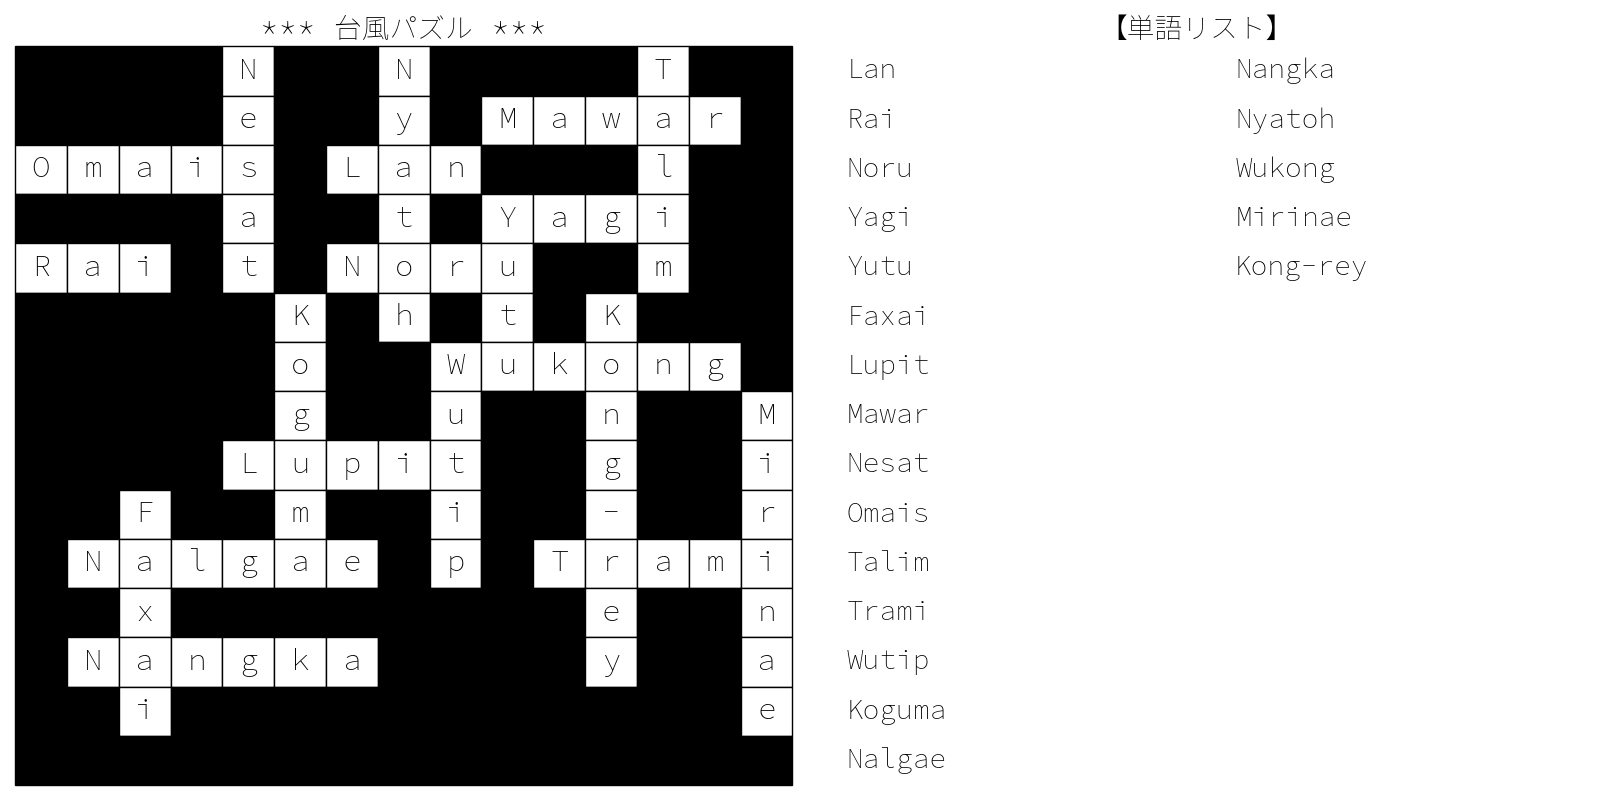 *** 台風パズル ***
N N T
e y M a w a r
O m a i s L a n l
a t Y a g i
R a i t N o r u m
K h t K
o W u k o n g
g u n M
L u p i t g i
F m i - r
N a l g a e p T r a m i
x e n
N a n g k a y a
i e
【単語リスト】
Lan Nangka
Rai Nyatoh
Noru Wukong
Yagi Mirinae
Yutu Kong-rey
Faxai
Lupit
Mawar
Nesat
Omais
Talim
Trami
Wutip
Koguma
Nalgae